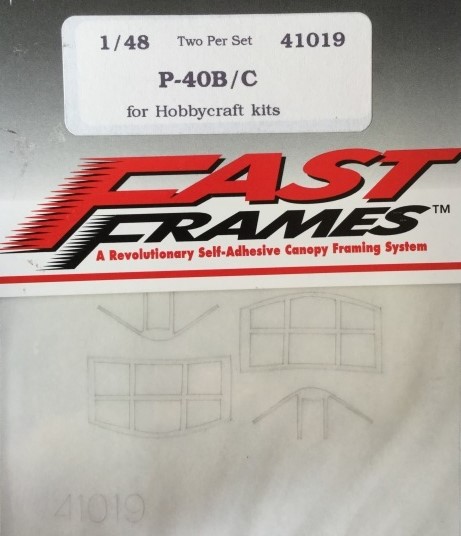 1/48 Two Per Set 41019
P-40B/C
for Hobbycraft kits
FAST
FRAMES™
A Revolutionary Self-Adhesive Canopy Framing System
41019